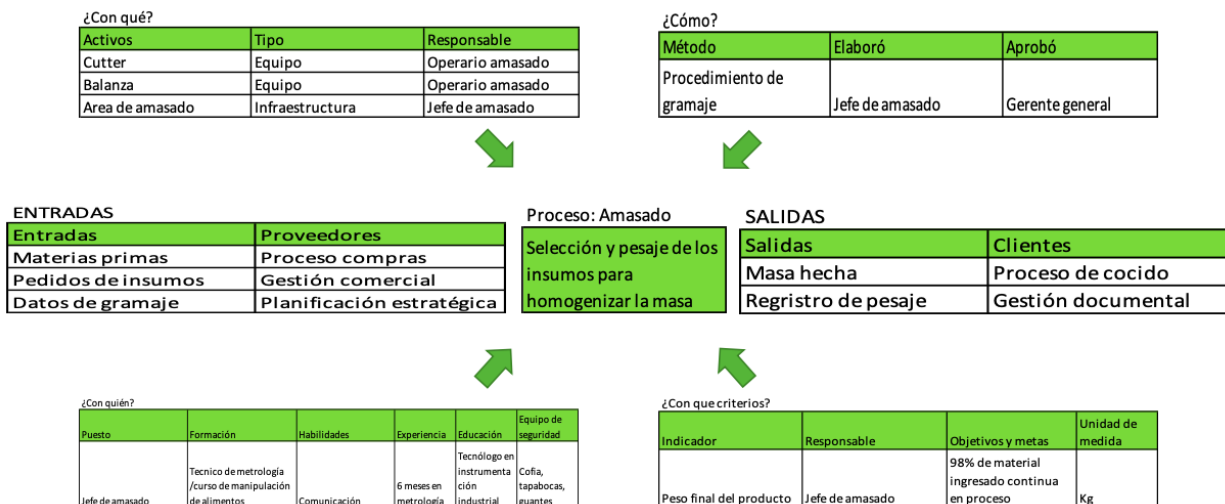 ¿Con qué?
Activos Tipo Responsable
Cutter Equipo Operario amasado
Balanza Equipo Operario amasado
Area de amasado Infraestructura Jefe de amasado
¿Cómo?
Método Elaboró Aprobó
Procedimiento de
gramaje Jefe de amasado Gerente general
ENTRADAS
Entradas Proveedores
Materias primas Proceso compras
Pedidos de insumos Gestión comercial
Datos de gramaje Planificación estratégica
Proceso: Amasado
Selección y pesaje de los
insumos para
homogenizar la masa
SALIDAS
Salidas Clientes
Masa hecha Proceso de cocido
Regristro de pesaje Gestión documental
¿Con quién?
Equipo de
Puesto Formación Habilidades Experiencia Educación seguridad
Tecnólogo en
Tecnico de metrología instrumenta Cofia,
/curso de manipulación 6 meses en ción tapabocas,
Jefe de amasado de alimentos Comunicación metrología industrial guantes
¿Con que criterios?
Unidad de
Indicador Responsable Objetivos y metas medida
98% de material
ingresado continua
Peso final del producto Jefe de amasado en proceso Kg